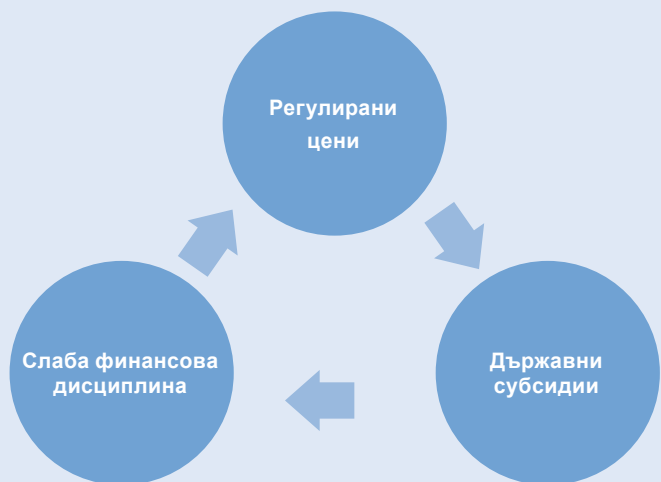 Регулирани
цени
Слаба финансова
дисциплина
Държавни
субсидии